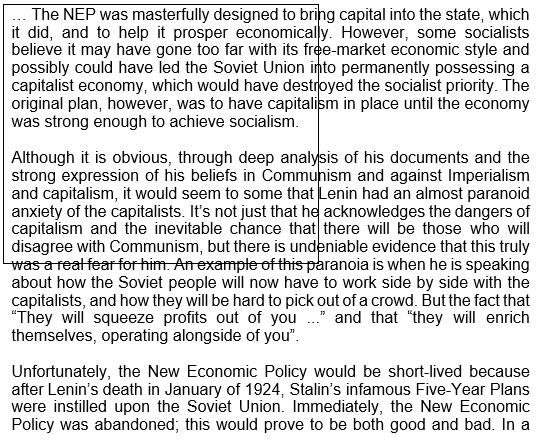 … The NEP was masterfully designed to bring capital into the state, which
it did, and to help it prosper economically. However, some socialists
believe it may have gone too far with its free-market economic style and
possibly could have led the Soviet Union into permanently possessing a
capitalist economy, which would have destroyed the socialist priority. The
original plan, however, was to have capitalism in place until the economy
was strong enough to achieve socialism.
Although it is obvious, through deep analysis of his documents and the
strong expression of his beliefs in Communism and against Imperialism
and capitalism, it would seem to some that Lenin had an almost paranoid
anxiety of the capitalists. It’s not just that he acknowledges the dangers of
capitalism and the inevitable chance that there will be those who will
disagree with Communism, but there is undeniable evidence that this truly
was a real fear for him. An example of this paranoia is when he is speaking
about how the Soviet people will now have to work side by side with the
capitalists, and how they will be hard to pick out of a crowd. But the fact that
“They will squeeze profits out of you ...” and that “they will enrich
themselves, operating alongside of you”.
Unfortunately, the New Economic Policy would be short-lived because
after Lenin’s death in January of 1924, Stalin’s infamous Five-Year Plans
were instilled upon the Soviet Union. Immediately, the New Economic
Policy was abandoned; this would prove to be both good and bad. In a